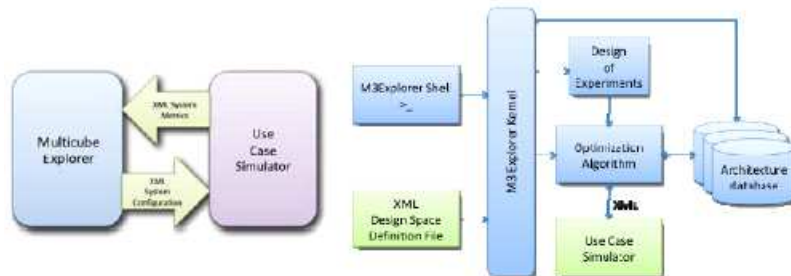 Multicube
Explorer
XML System
Metrics
XML
System
Configuration
Use
Case
Simulator
M3Explorer Shell
>_
XML
Design Space
Definition File
M3Explorer Kernel
Design
of
Experiments
Optimization
Algorithm
XML
Use Case
Simulator
Architecture
database